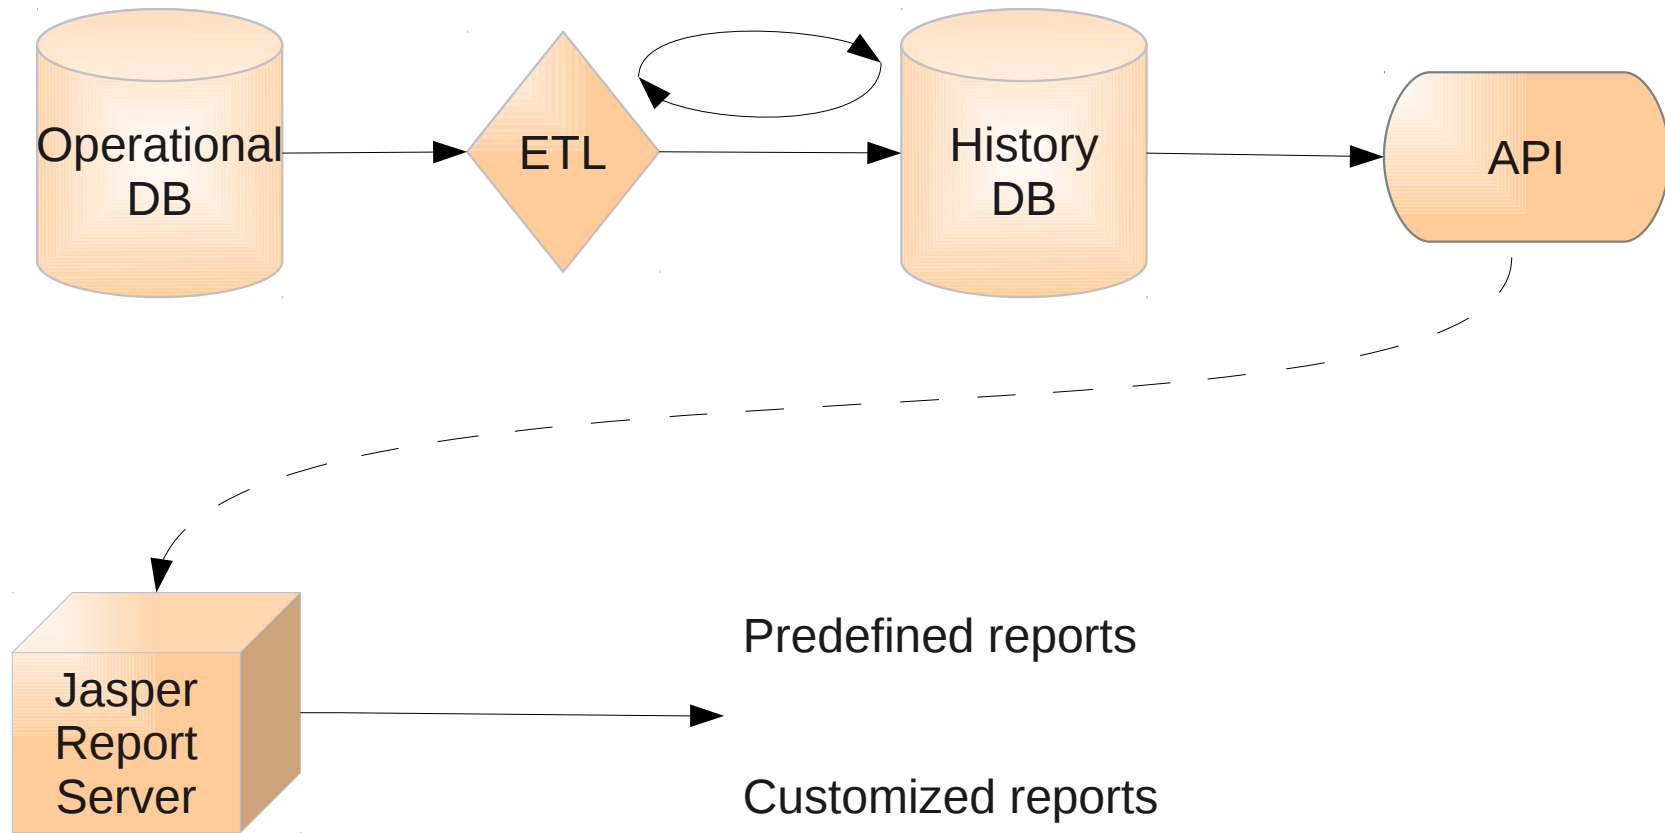 Operational
DB
ETL
History
DB
API
Jasper
Report
Server
Predefined reports
Customized reports